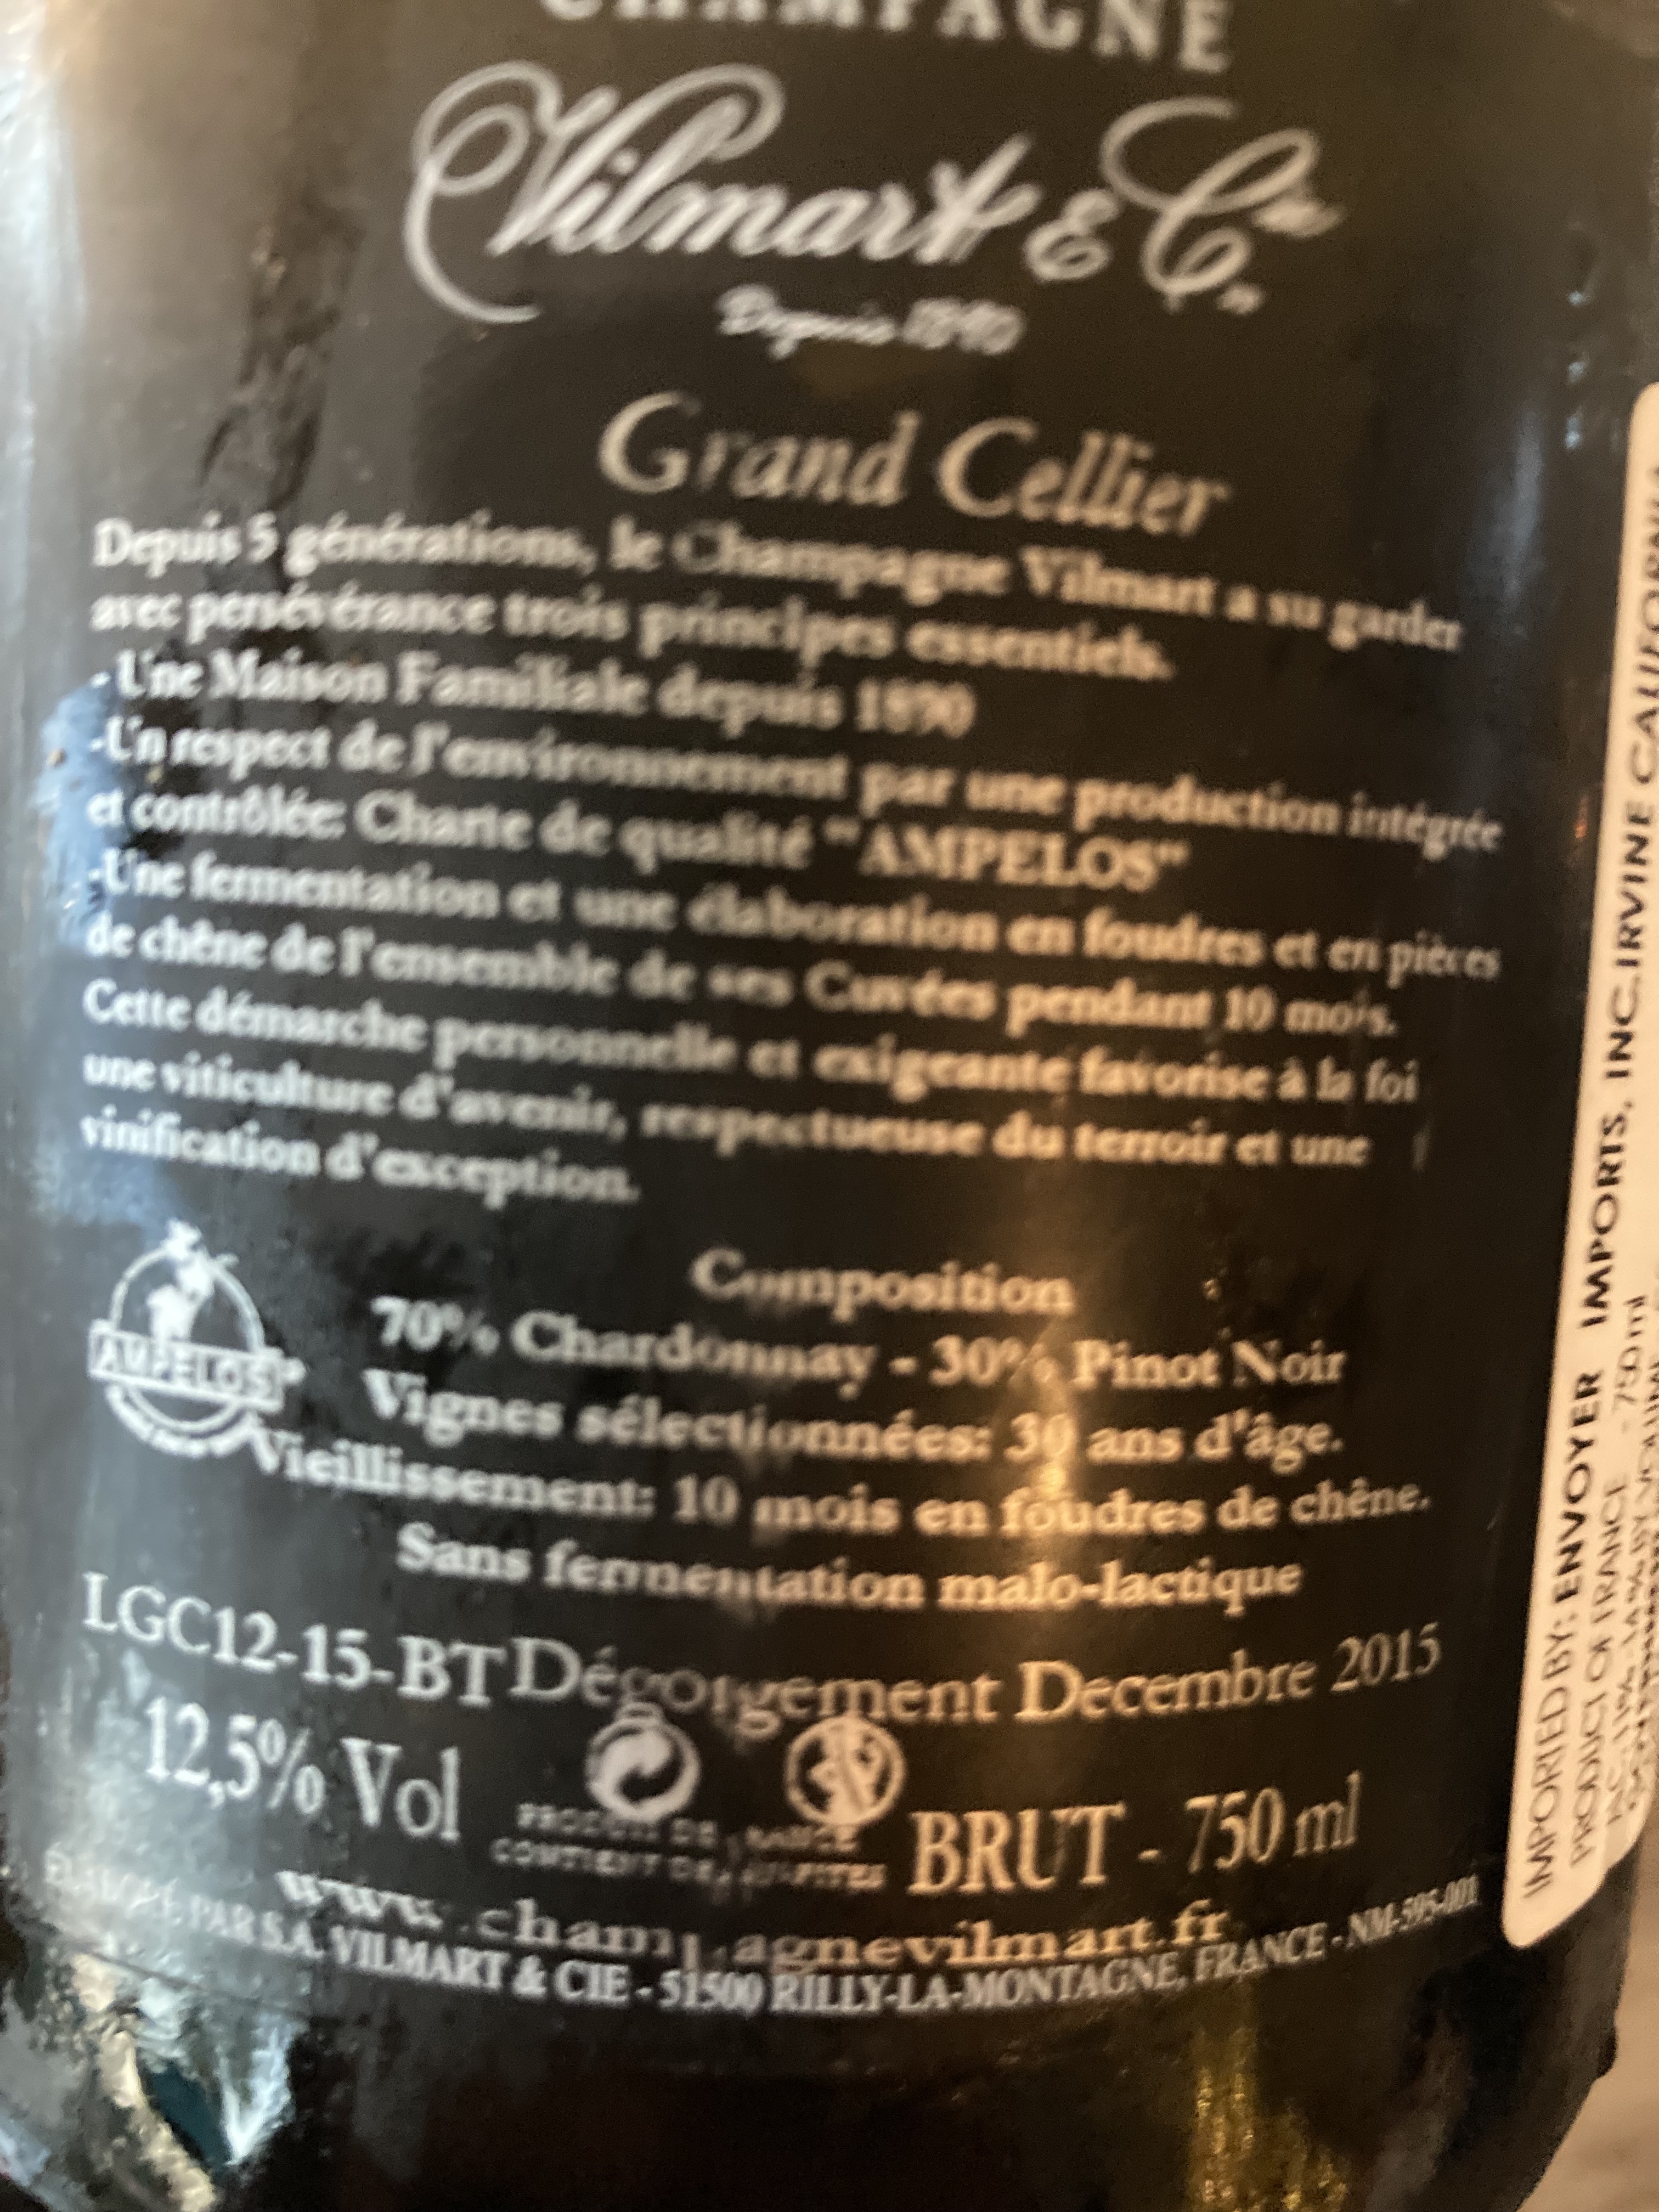 CHAMPAGNE
Vilmart & Cie
Depuis 1890
Grand Cellier
Depuis 5 générations, le Champagne Vilmart a su garder
avec persévérance trois principes essentiels.
- Une Maison Familiale depuis 1890
-Un respect de l'environnement par une production intégrée
et contrôlée: Charte de qualité "AMPELOS"
-Une fermentation et une élaboration en foudres et en pièces
de chêne de l'ensemble de ses Cuvées pendant 10 mois.
Cette démarche personnelle et exigeante favorise à la foi
une viticulture d'avenir, respectueuse du terroir et une
vinification d'exception.
Composition
AMPELOS
70% Chardonnay - 30% Pinot Noir
Vignes sélectionnées: 30 ans d'âge.
Vieillissement: 10 mois en foudres de chêne.
Sans fermentation malo-lactique
LGC12-15-BT Dégorgement Decembre 2015
12,5% Vol
PRODUIT DE FRANCE
CONTIENT DES SULFITES
BRUT - 750 ml
www.champagnevilmart.fr
PAR S.A. VILMART & CIE - 51500 RILLY-LA-MONTAGNE, FRANCE - NM-595-001
IMPORTED BY: ENVOYER IMPORTS, INC.IRVINE CALIFORNIA
PRODUCT OF FRANCE - 750ml